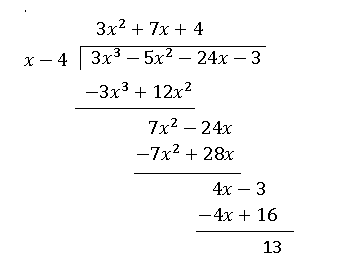 3x² + 7x + 4
x − 4 3x³ − 5x² − 24x − 3
−3x³ + 12x²
7x² − 24x
−7x² + 28x
4x − 3
−4x + 16
13